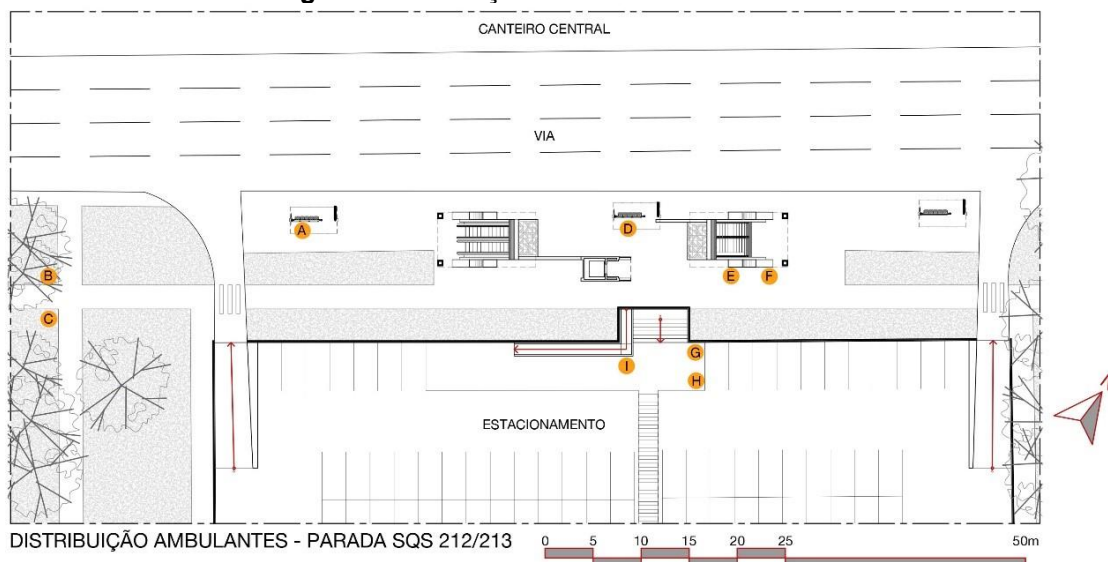 CANTEIRO CENTRAL
VIA
A
D
B
E F
C
G
I
H
ESTACIONAMENTO
DISTRIBUIÇÃO AMBULANTES - PARADA SQS 212/213
0 5 10 15 20 25 50m